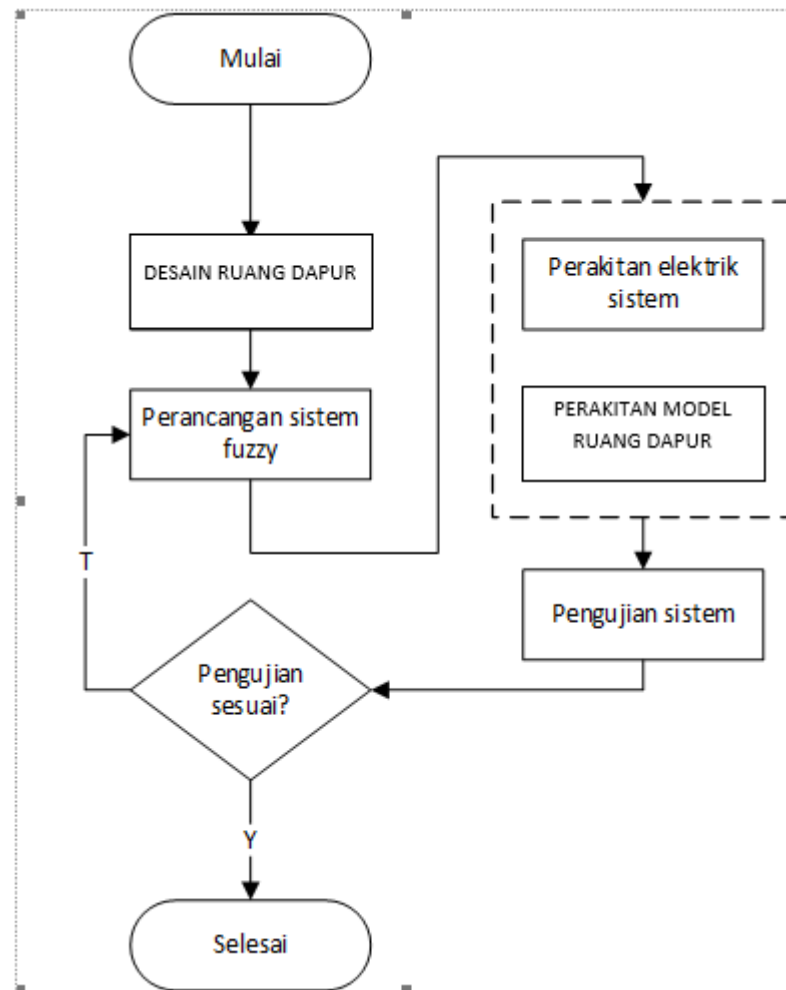 Mulai
DESAIN RUANG DAPUR
Perancangan sistem
fuzzy
Perakitan elektrik
sistem
PERAKITAN MODEL
RUANG DAPUR
Pengujian sistem
Pengujian
sesuai?
T
Y
Selesai